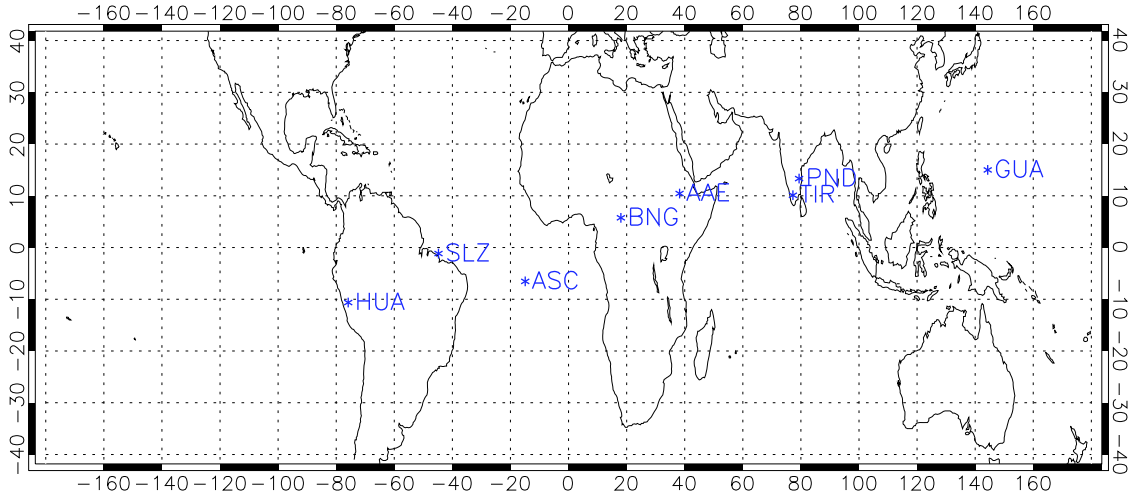 −160 −140 −120 −100 −80 −60 −40 −20 0 20 40 60 80 100 120 140 160
40 40
30 30
20 20
GUA
PND
10 AAE TIR 10
BNG
0 SLZ 0
ASC
−10 HUA −10
−20 −20
−30 −30
−40 −40
−160 −140 −120 −100 −80 −60 −40 −20 0 20 40 60 80 100 120 140 160